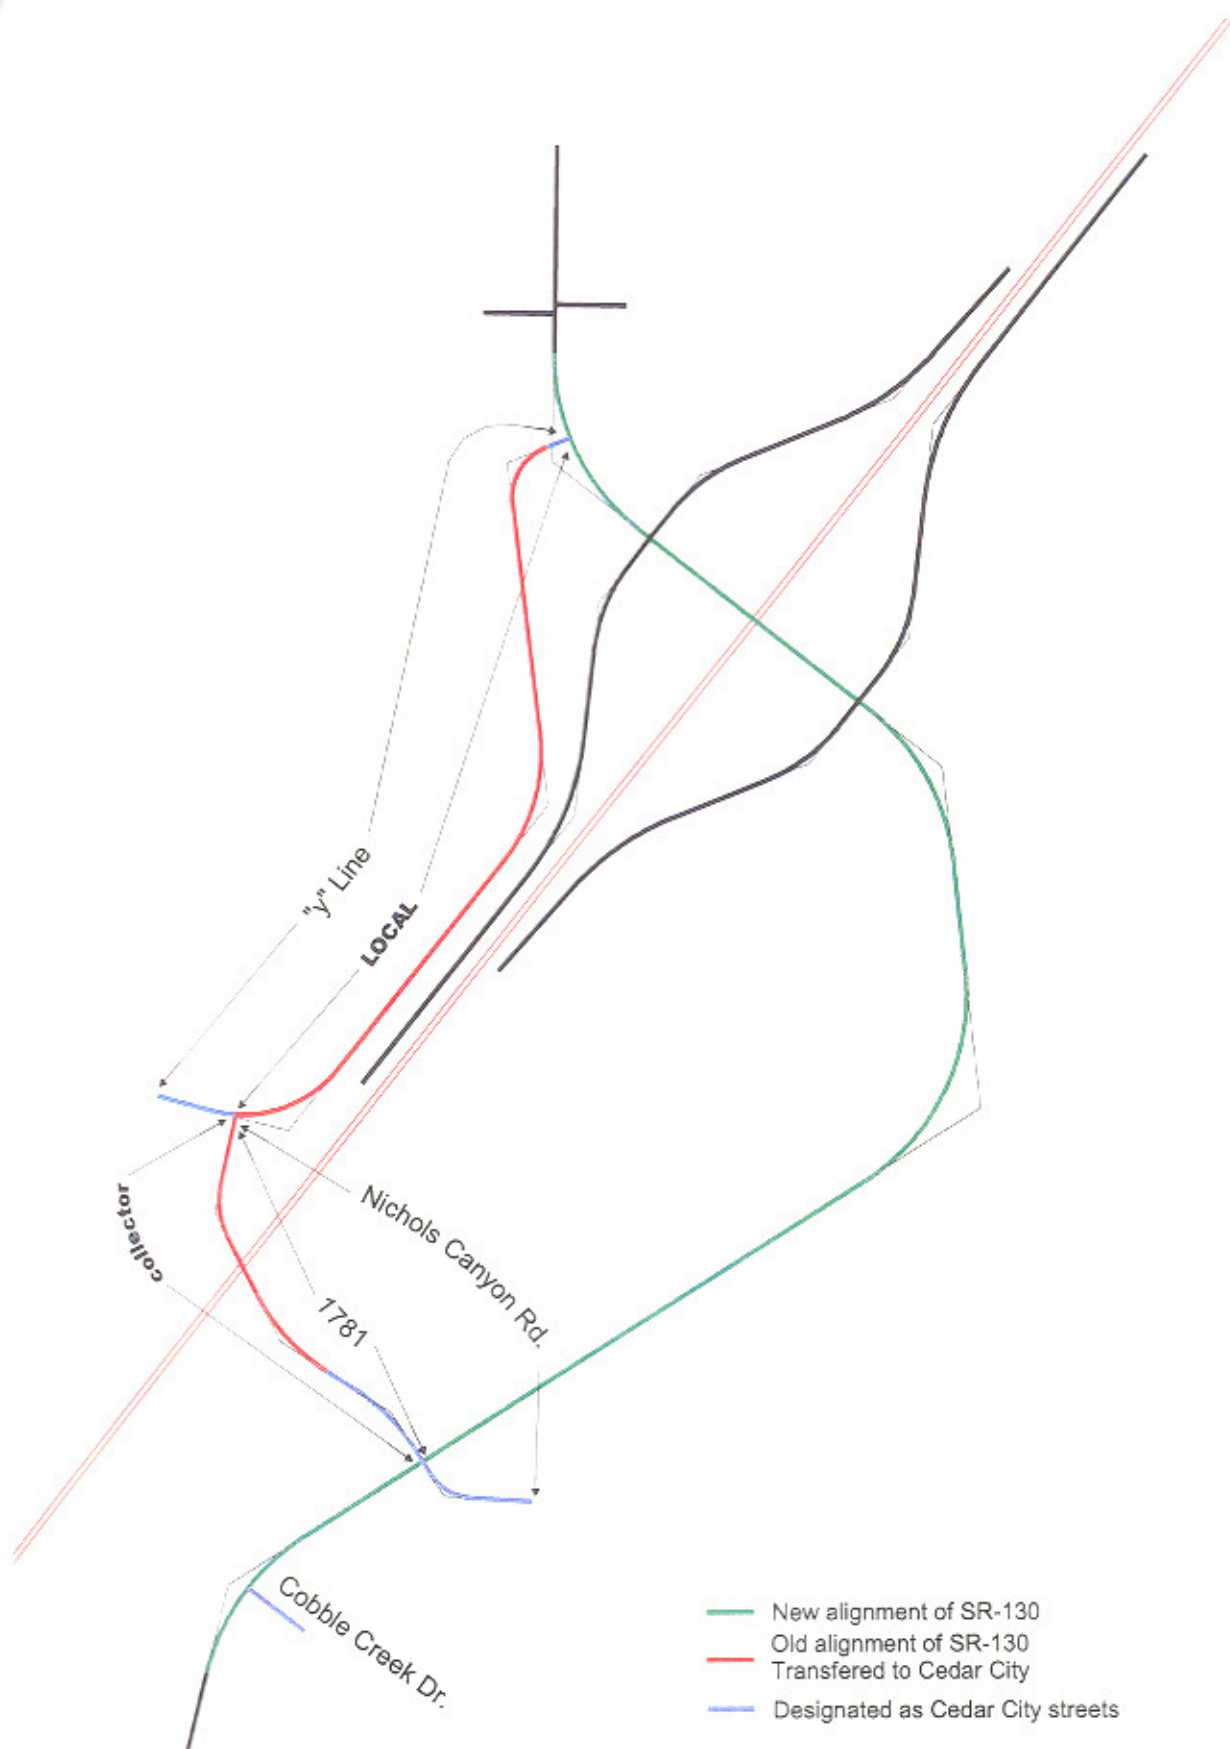 "y" Line
LOCAL
collector
Nichols Canyon Rd.
1781
Cobble Creek Dr.
New alignment of SR-130
Old alignment of SR-130
Transfered to Cedar City
Designated as Cedar City streets